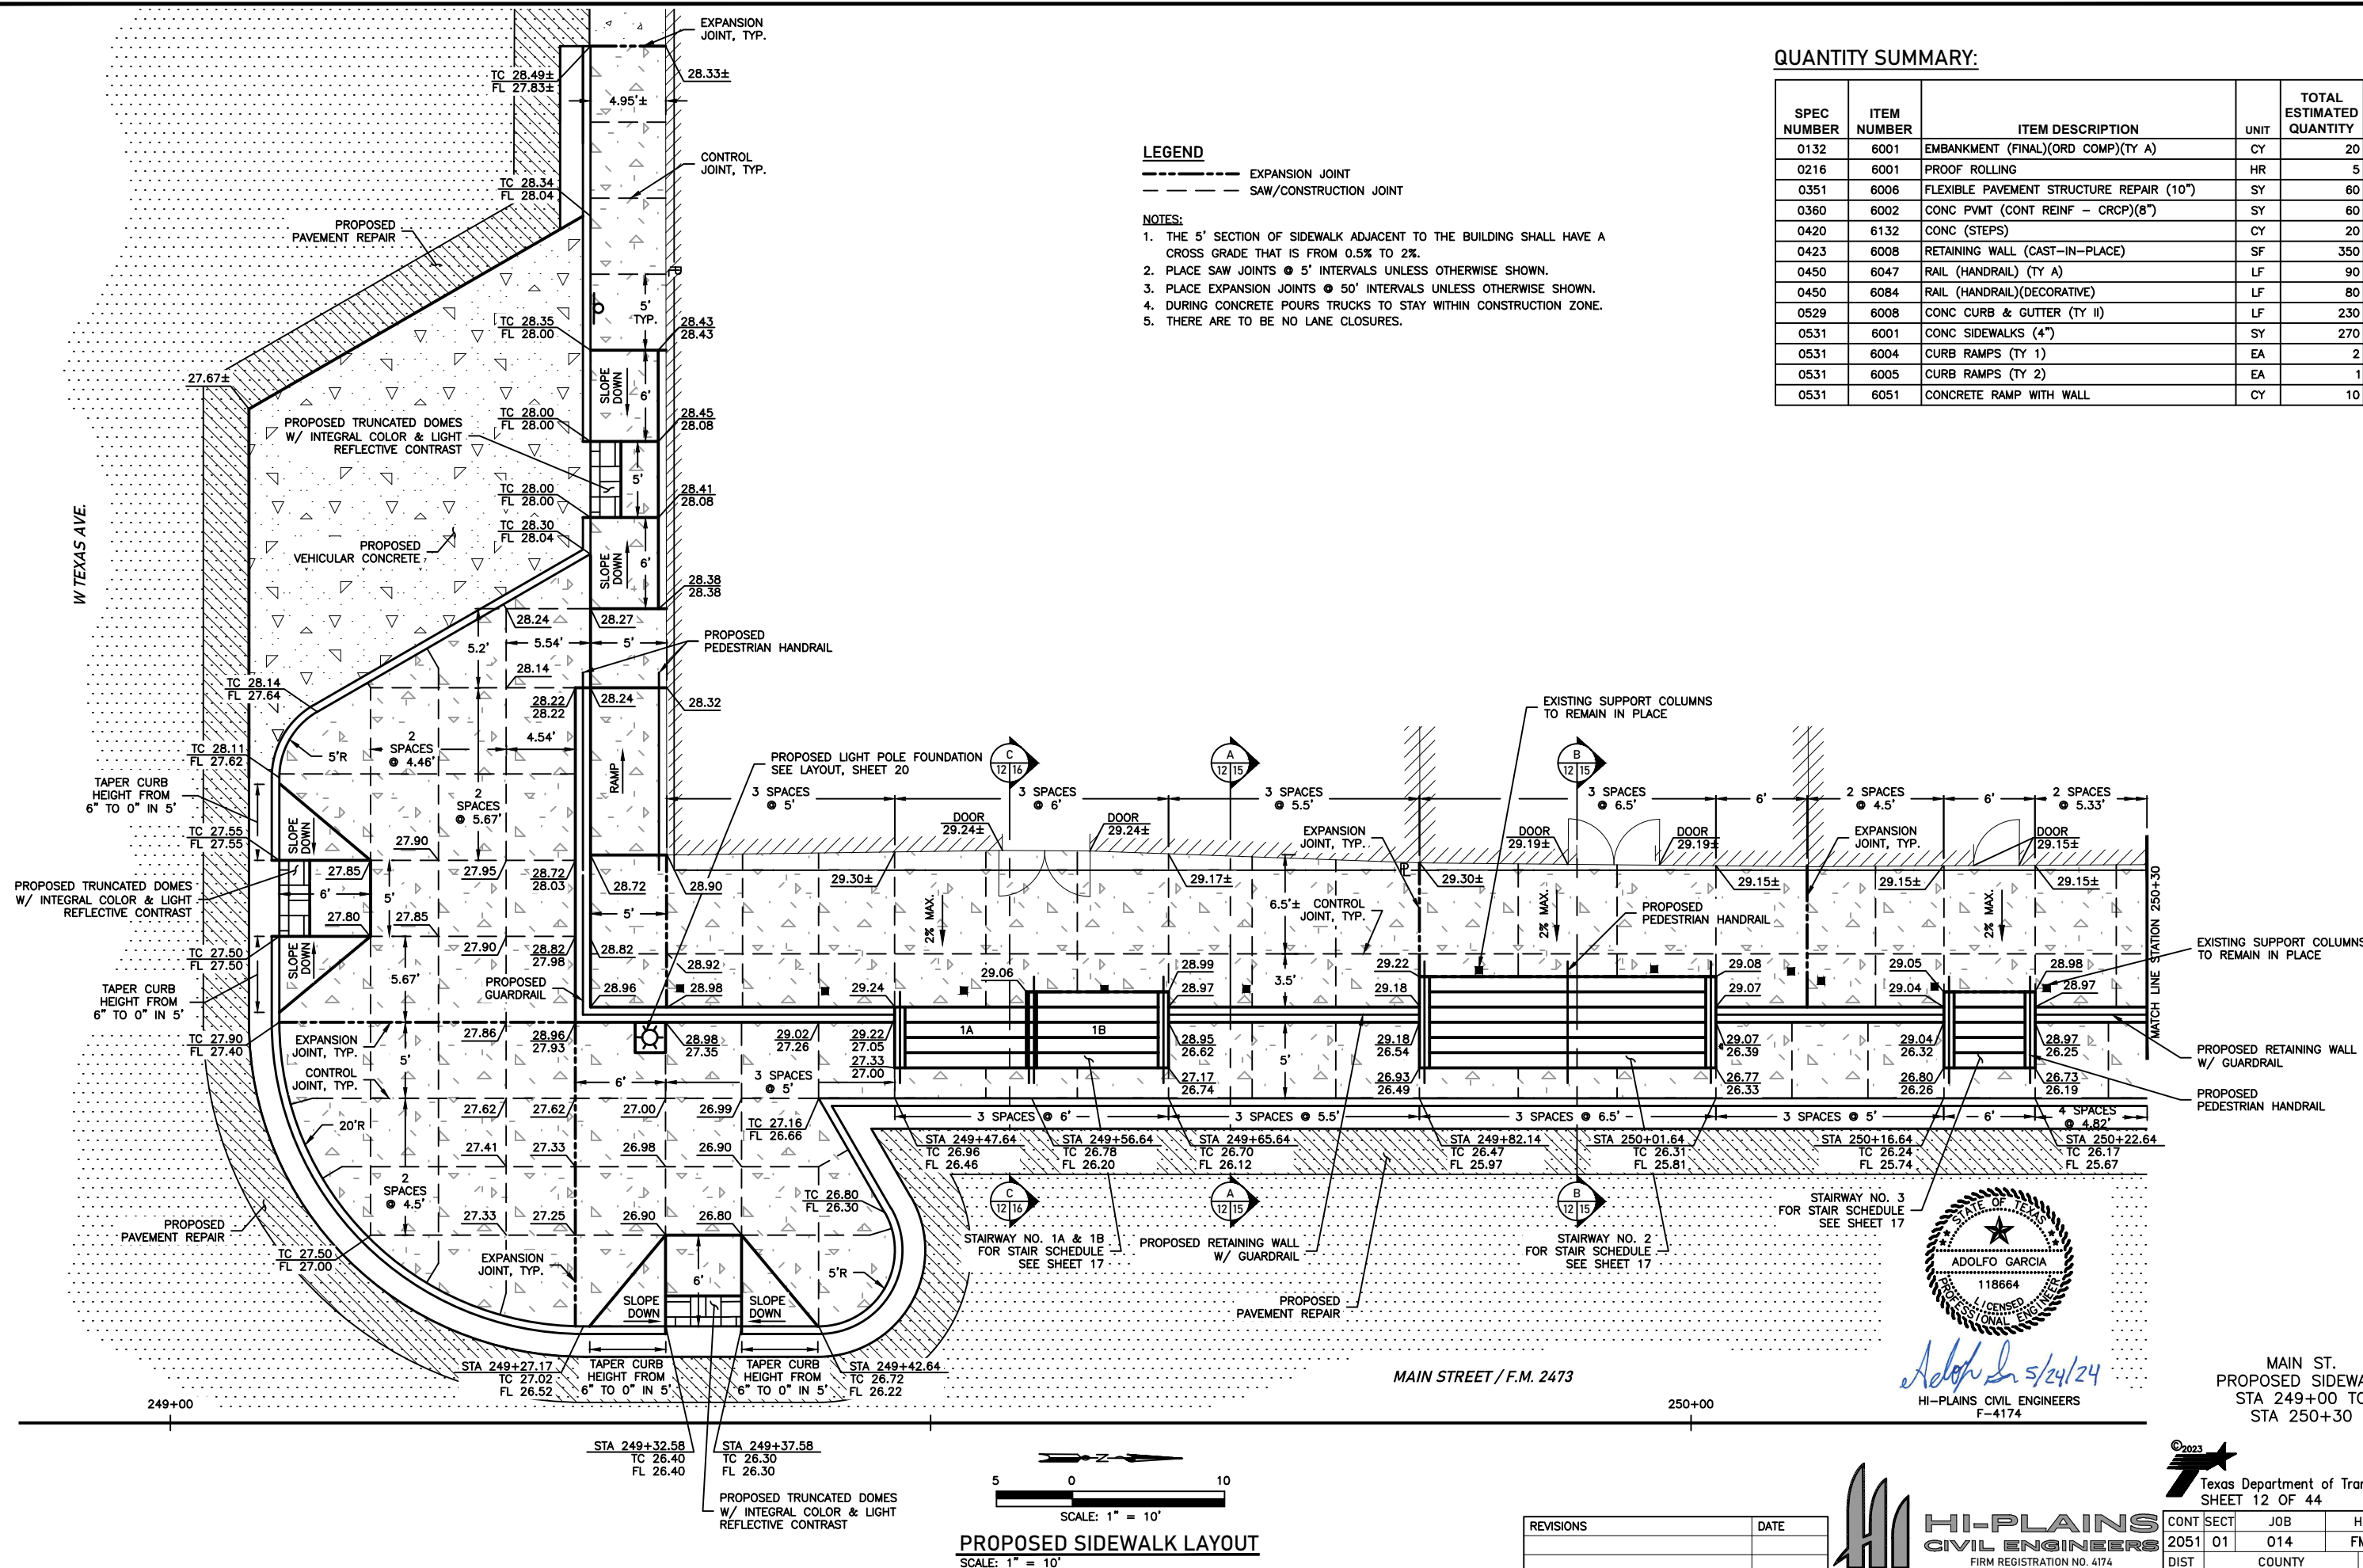 EXPANSION
JOINT, TYP.
TC 28.49±
FL 27.83±
28.33±
4.95'±
CONTROL
JOINT, TYP.
TC 28.34
FL 28.04
PROPOSED
PAVEMENT REPAIR
5'
TYP.
TC 28.35
FL 28.00
28.43
28.43
27.67±
SLOPE
DOWN
6'
TC 28.00
FL 28.00
28.45
28.08
PROPOSED TRUNCATED DOMES
W/ INTEGRAL COLOR & LIGHT
REFLECTIVE CONTRAST
5'
TC 28.00
FL 28.00
28.41
28.08
W TEXAS AVE.
TC 28.30
FL 28.04
PROPOSED
VEHICULAR CONCRETE
SLOPE
DOWN
6'
28.38
28.38
28.24
28.27
5.2'
5.54'
5'
PROPOSED
PEDESTRIAN HANDRAIL
28.14
TC 28.14
FL 27.64
28.22
28.22
28.24
28.32
2
SPACES
@ 4.46'
4.54'
5'R
TC 28.11
FL 27.62
RAMP
TAPER CURB
HEIGHT FROM
6" TO 0" IN 5'
2
SPACES
@ 5.67'
TC 27.55
FL 27.55
SLOPE
DOWN
27.90
27.85
27.95
28.72
28.03
28.72
28.90
PROPOSED TRUNCATED DOMES
W/ INTEGRAL COLOR & LIGHT
REFLECTIVE CONTRAST
6'
5'
5'
27.80
27.85
27.90
28.82
27.98
28.82
28.92
TC 27.50
FL 27.50
SLOPE
DOWN
5.67'
PROPOSED
GUARDRAIL
28.96
28.98
TAPER CURB
HEIGHT FROM
6" TO 0" IN 5'
TC 27.90
FL 27.40
EXPANSION
JOINT, TYP.
5'
27.86
28.96
27.93
28.98
27.35
29.02
27.26
29.22
27.05
27.33
27.00
CONTROL
JOINT, TYP.
6'
3 SPACES
@ 5'
20'R
27.62
27.62
27.00
26.99
TC 27.16
FL 26.66
27.41
27.33
26.98
26.90
2
SPACES
@ 4.5'
TC 26.80
FL 26.30
27.33
27.25
26.90
26.80
PROPOSED
PAVEMENT REPAIR
TC 27.50
FL 27.00
EXPANSION
JOINT, TYP.
6'
5'R
SLOPE
DOWN
SLOPE
DOWN
STA 249+27.17
TC 27.02
FL 26.52
TAPER CURB
HEIGHT FROM
6" TO 0" IN 5'
TAPER CURB
HEIGHT FROM
6" TO 0" IN 5'
STA 249+42.64
TC 26.72
FL 26.22
249+00
STA 249+32.58
TC 26.40
FL 26.40
STA 249+37.58
TC 26.30
FL 26.30
PROPOSED TRUNCATED DOMES
W/ INTEGRAL COLOR & LIGHT
REFLECTIVE CONTRAST
LEGEND
EXPANSION JOINT
SAW/CONSTRUCTION JOINT
NOTES:
1. THE 5' SECTION OF SIDEWALK ADJACENT TO THE BUILDING SHALL HAVE A
CROSS GRADE THAT IS FROM 0.5% TO 2%.
2. PLACE SAW JOINTS @ 5' INTERVALS UNLESS OTHERWISE SHOWN.
3. PLACE EXPANSION JOINTS @ 50' INTERVALS UNLESS OTHERWISE SHOWN.
4. DURING CONCRETE POURS TRUCKS TO STAY WITHIN CONSTRUCTION ZONE.
5. THERE ARE TO BE NO LANE CLOSURES.
QUANTITY SUMMARY:
SPEC NUMBER ITEM NUMBER ITEM DESCRIPTION UNIT TOTAL ESTIMATED QUANTITY
0132 6001 EMBANKMENT (FINAL)(ORD COMP)(TY A) CY 20
0216 6001 PROOF ROLLING HR 5
0351 6006 FLEXIBLE PAVEMENT STRUCTURE REPAIR (10") SY 60
0360 6002 CONC PVMT (CONT REINF - CRCP)(8") SY 60
0420 6132 CONC (STEPS) CY 20
0423 6008 RETAINING WALL (CAST-IN-PLACE) SF 350
0450 6047 RAIL (HANDRAIL) (TY A) LF 90
0450 6084 RAIL (HANDRAIL)(DECORATIVE) LF 80
0529 6008 CONC CURB & GUTTER (TY II) LF 230
0531 6001 CONC SIDEWALKS (4") SY 270
0531 6004 CURB RAMPS (TY 1) EA 2
0531 6005 CURB RAMPS (TY 2) EA 1
0531 6051 CONCRETE RAMP WITH WALL CY 10
EXISTING SUPPORT COLUMNS
TO REMAIN IN PLACE
PROPOSED LIGHT POLE FOUNDATION
SEE LAYOUT, SHEET 20
C
12 16
A
12 15
B
12 15
3 SPACES
@ 5'
3 SPACES
@ 6'
3 SPACES
@ 5.5'
3 SPACES
@ 6.5'
6'
2 SPACES
@ 4.5'
6'
2 SPACES
@ 5.33'
DOOR
29.24±
DOOR
29.24±
EXPANSION
JOINT, TYP.
DOOR
29.19±
DOOR
29.19±
EXPANSION
JOINT, TYP.
DOOR
29.15±
29.30±
29.17±
29.30±
29.15±
29.15±
29.15±
2% MAX.
6.5'±
CONTROL
JOINT, TYP.
2% MAX.
PROPOSED
PEDESTRIAN HANDRAIL
2% MAX.
MATCH LINE STATION 250+30
EXISTING SUPPORT COLUMNS
TO REMAIN IN PLACE
29.06
28.99
29.22
29.08
29.05
28.98
29.24
28.97
3.5'
29.18
29.07
29.04
28.97
1A
1B
28.95
26.62
5'
29.18
26.54
29.07
26.39
29.04
26.32
28.97
26.25
PROPOSED RETAINING WALL
W/ GUARDRAIL
27.17
26.74
26.93
26.49
26.77
26.33
26.80
26.26
26.73
26.19
PROPOSED
PEDESTRIAN HANDRAIL
3 SPACES @ 6'
3 SPACES @ 5.5'
3 SPACES @ 6.5'
3 SPACES @ 5'
6'
4 SPACES
@ 4.82'
STA 249+47.64
TC 26.96
FL 26.46
STA 249+56.64
TC 26.78
FL 26.20
STA 249+65.64
TC 26.70
FL 26.12
STA 249+82.14
TC 26.47
FL 25.97
STA 250+01.64
TC 26.31
FL 25.81
STA 250+16.64
TC 26.24
FL 25.74
STA 250+22.64
TC 26.17
FL 25.67
C
12 16
A
12 15
B
12 15
STAIRWAY NO. 1A & 1B
FOR STAIR SCHEDULE
SEE SHEET 17
PROPOSED RETAINING WALL
W/ GUARDRAIL
STAIRWAY NO. 2
FOR STAIR SCHEDULE
SEE SHEET 17
STAIRWAY NO. 3
FOR STAIR SCHEDULE
SEE SHEET 17
PROPOSED
PAVEMENT REPAIR
STATE OF TEXAS
ADOLFO GARCIA
118664
LICENSED
PROFESSIONAL ENGINEER
5/24/24
HI-PLAINS CIVIL ENGINEERS
F-4174
MAIN STREET / F.M. 2473
250+00
MAIN ST.
PROPOSED SIDEWA
STA 249+00 TO
STA 250+30
N
5 0 10
SCALE: 1" = 10'
PROPOSED SIDEWALK LAYOUT
SCALE: 1" = 10'
REVISIONS DATE
HI-PLAINS
CIVIL ENGINEERS
FIRM REGISTRATION NO. 4174
©2023
Texas Department of Tran
SHEET 12 OF 44
CONT SECT JOB H
2051 01 014 FM
DIST COUNTY